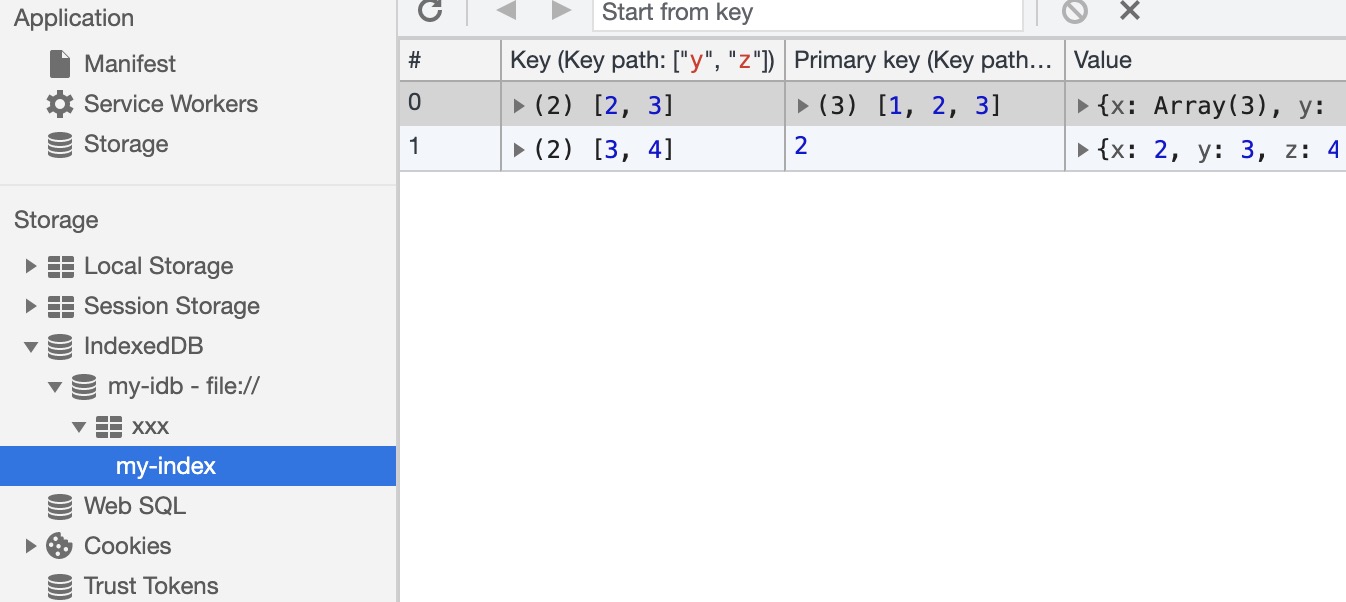 Application
Manifest
Service Workers
Storage
Storage
Local Storage
Session Storage
IndexedDB
my-idb - file://
xxx
my-index
Web SQL
Cookies
Trust Tokens
Start from key
# Key (Key path: ["y", "z"]) Primary key (Key path… Value
0 (2) [2, 3] (3) [1, 2, 3] {x: Array(3), y:
1 (2) [3, 4] 2 {x: 2, y: 3, z: 4